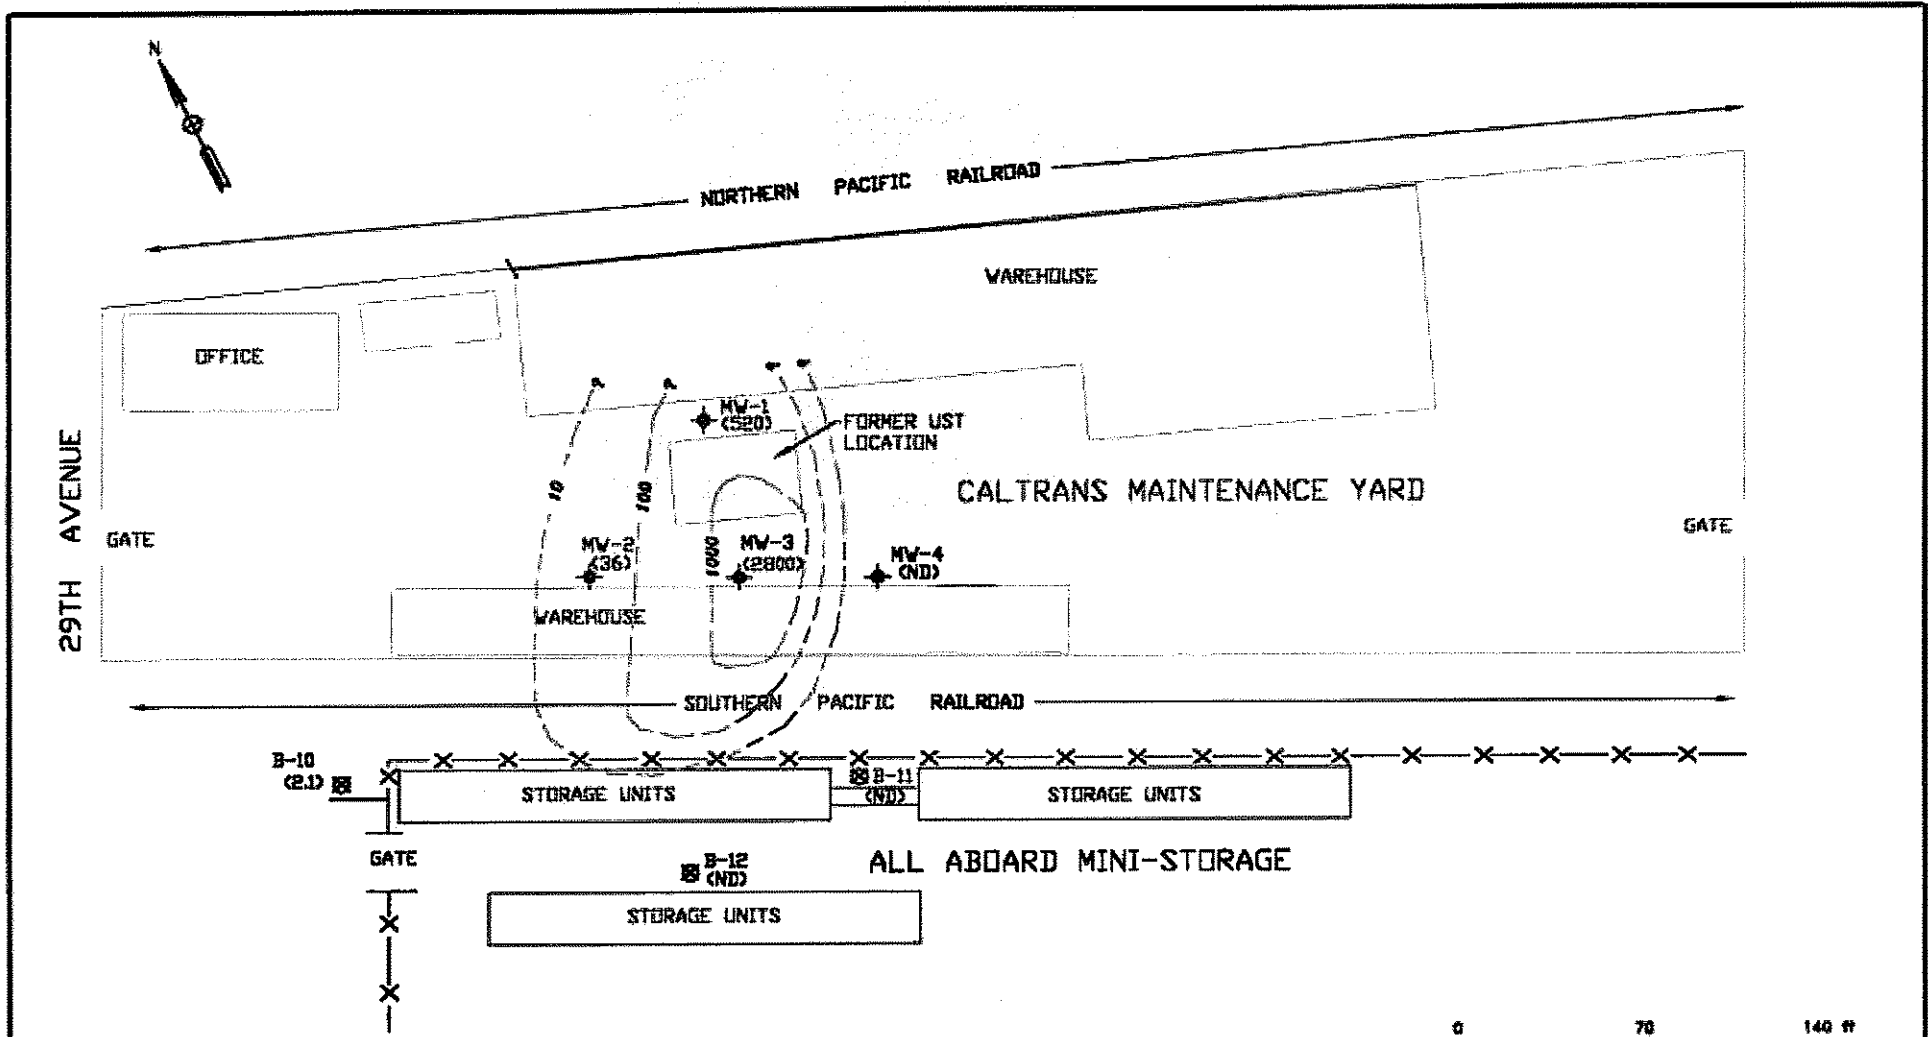 N
NORTHERN PACIFIC RAILROAD
WAREHOUSE
OFFICE
MW-1
(520)
FORMER UST
LOCATION
10
100
CALTRANS MAINTENANCE YARD
29TH AVENUE
GATE
GATE
MW-2
(36)
1000
MW-3
(2800)
MW-4
(ND)
WAREHOUSE
SOUTHERN PACIFIC RAILROAD
B-10
(2.1)
B-11
(ND)
STORAGE UNITS
STORAGE UNITS
GATE
B-12
(ND)
ALL ABOARD MINI-STORAGE
STORAGE UNITS
0 70 140 ft